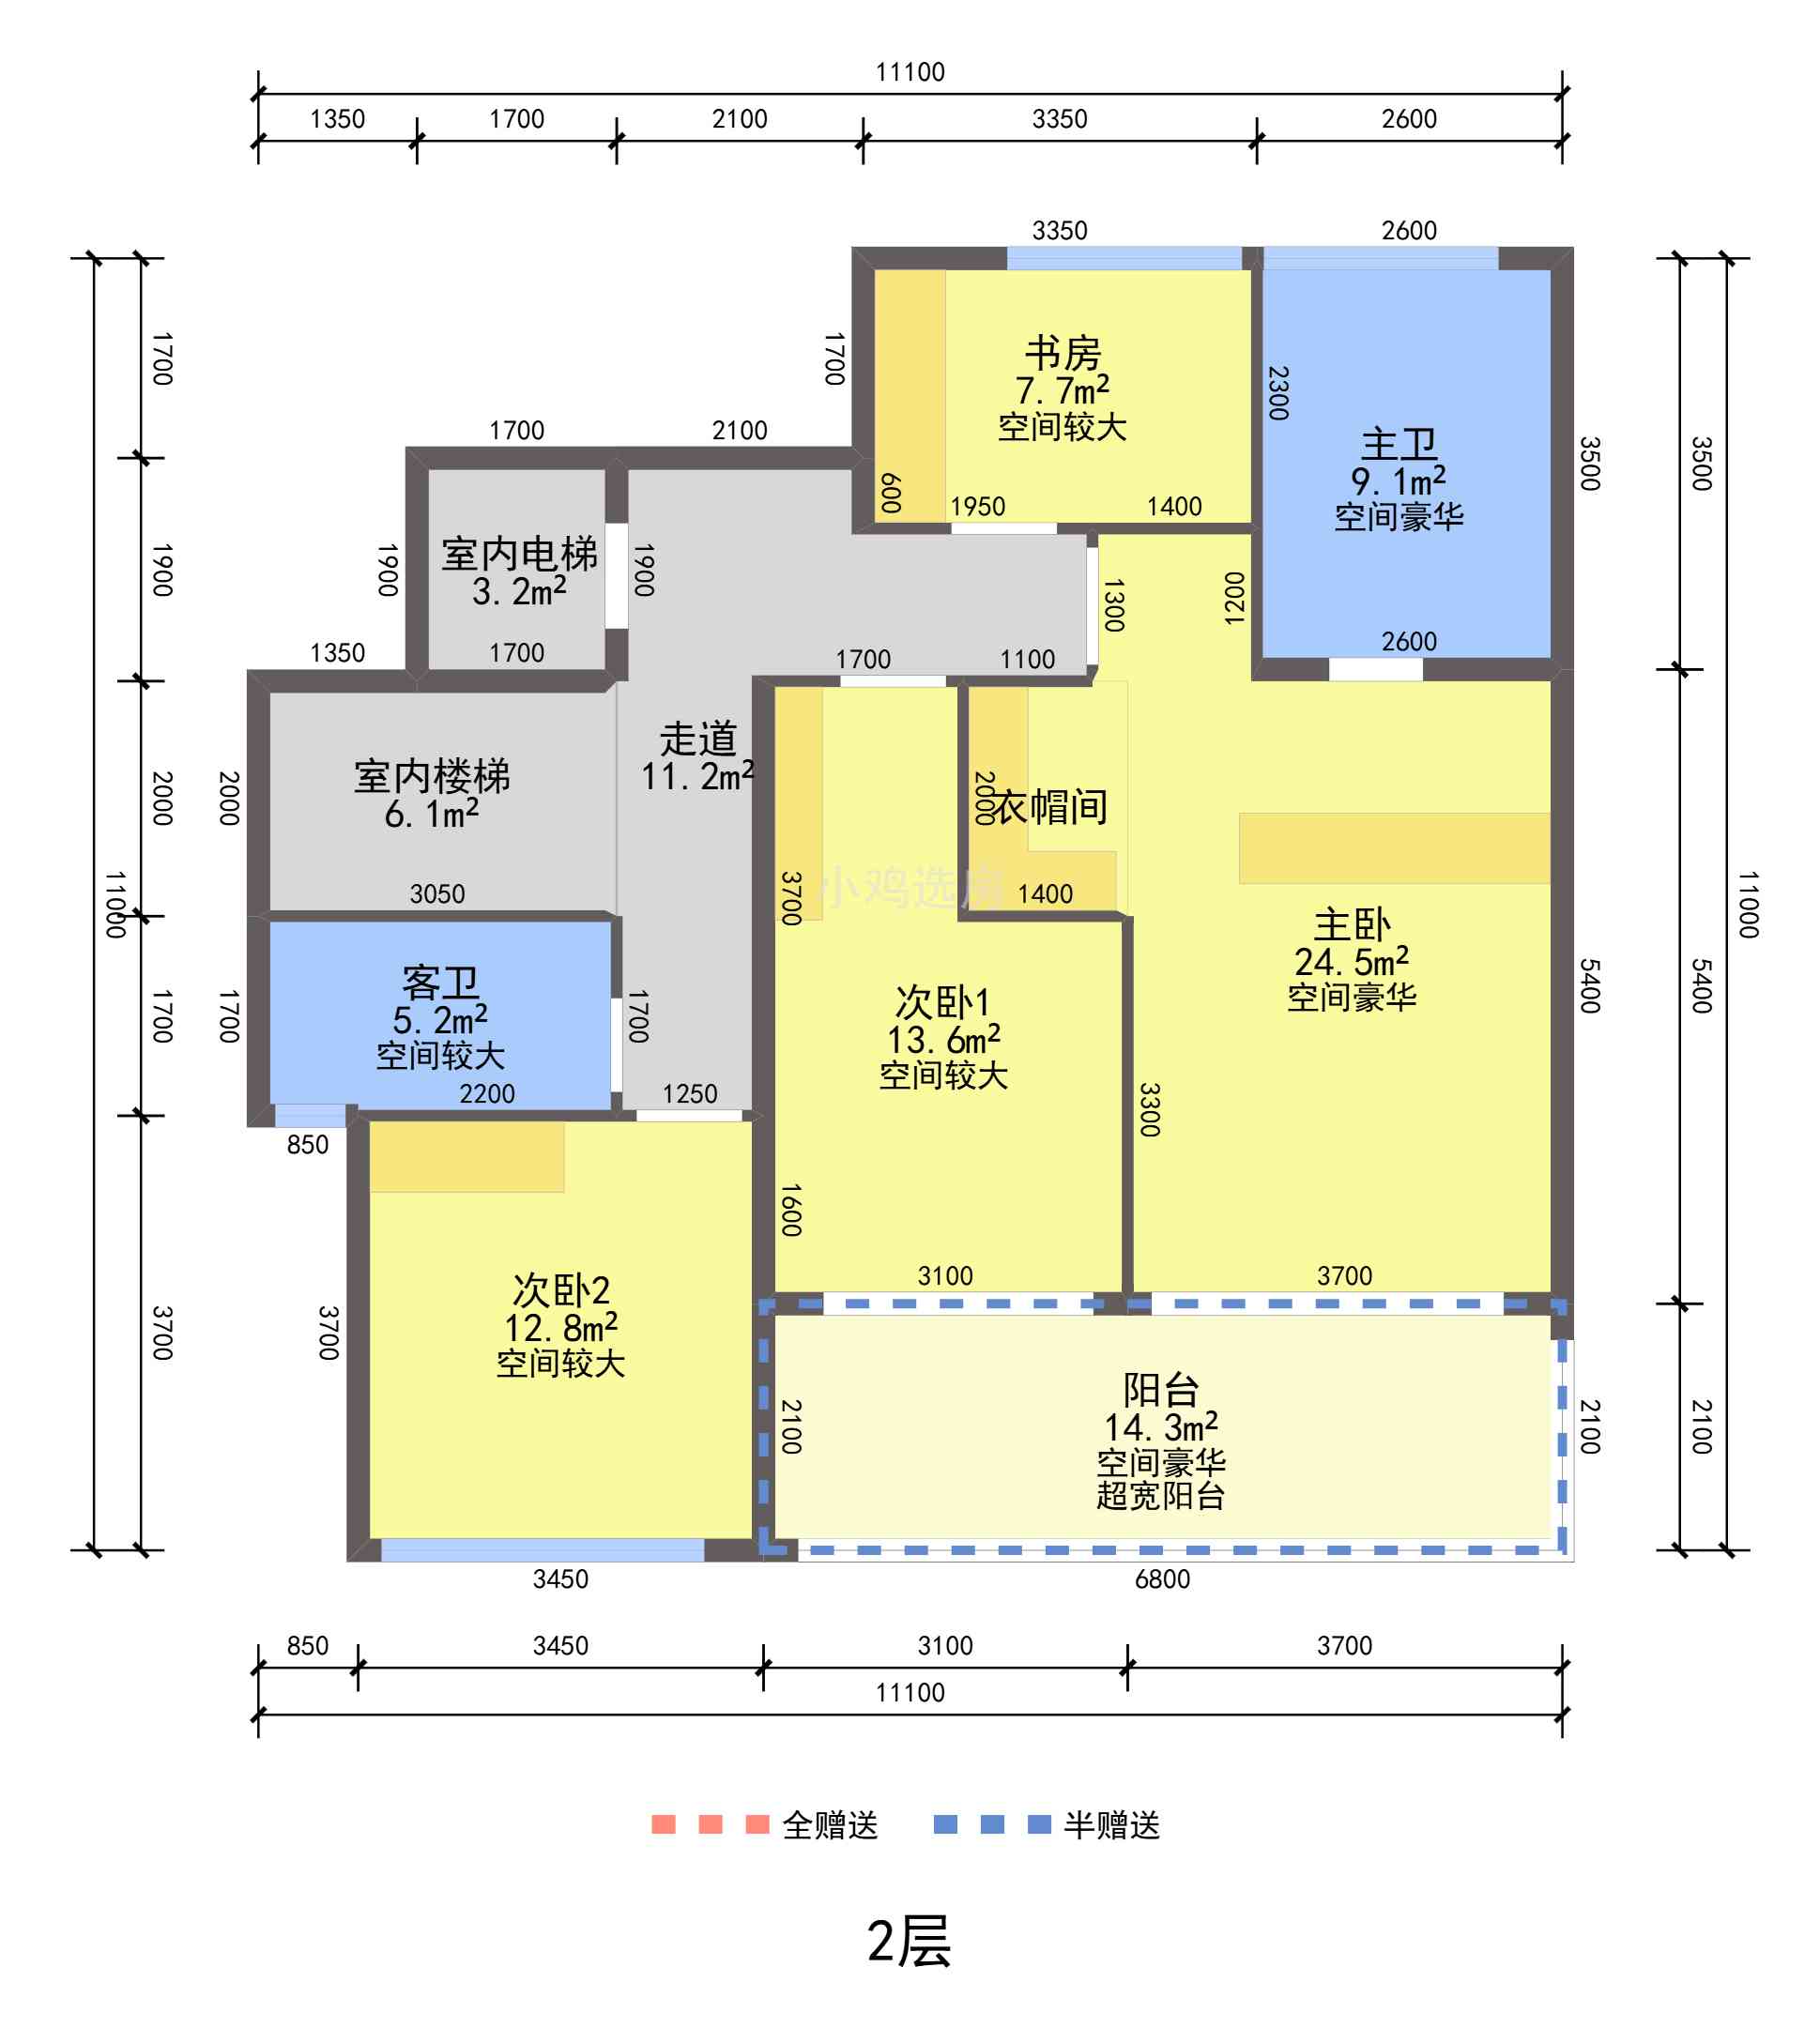 11100
1350 1700 2100 3350 2600
3350 2600
1700
1700
书房
7.7m²
空间较大
2300
主卫
9.1m²
空间豪华
3500
3500
1700 2100
600
1950 1400
室内电梯
3.2m²
1900
1900
1900
1300
1200
2600
1350 1700
1700 1100
走道
11.2m²
室内楼梯
6.1m²
2000
2000
2000
衣帽间
3700
小鸡选房
1400
3050
11000
11000
主卧
24.5m²
空间豪华
5400
5400
客卫
5.2m²
空间较大
1700
1700
1700
次卧1
13.6m²
空间较大
2200 1250
850
3300
1600
3100 3700
次卧2
12.8m²
空间较大
3700
3700
阳台
14.3m²
空间豪华
超宽阳台
2100
2100
2100
3450 6800
850 3450 3100 3700
11100
全赠送 半赠送
2层